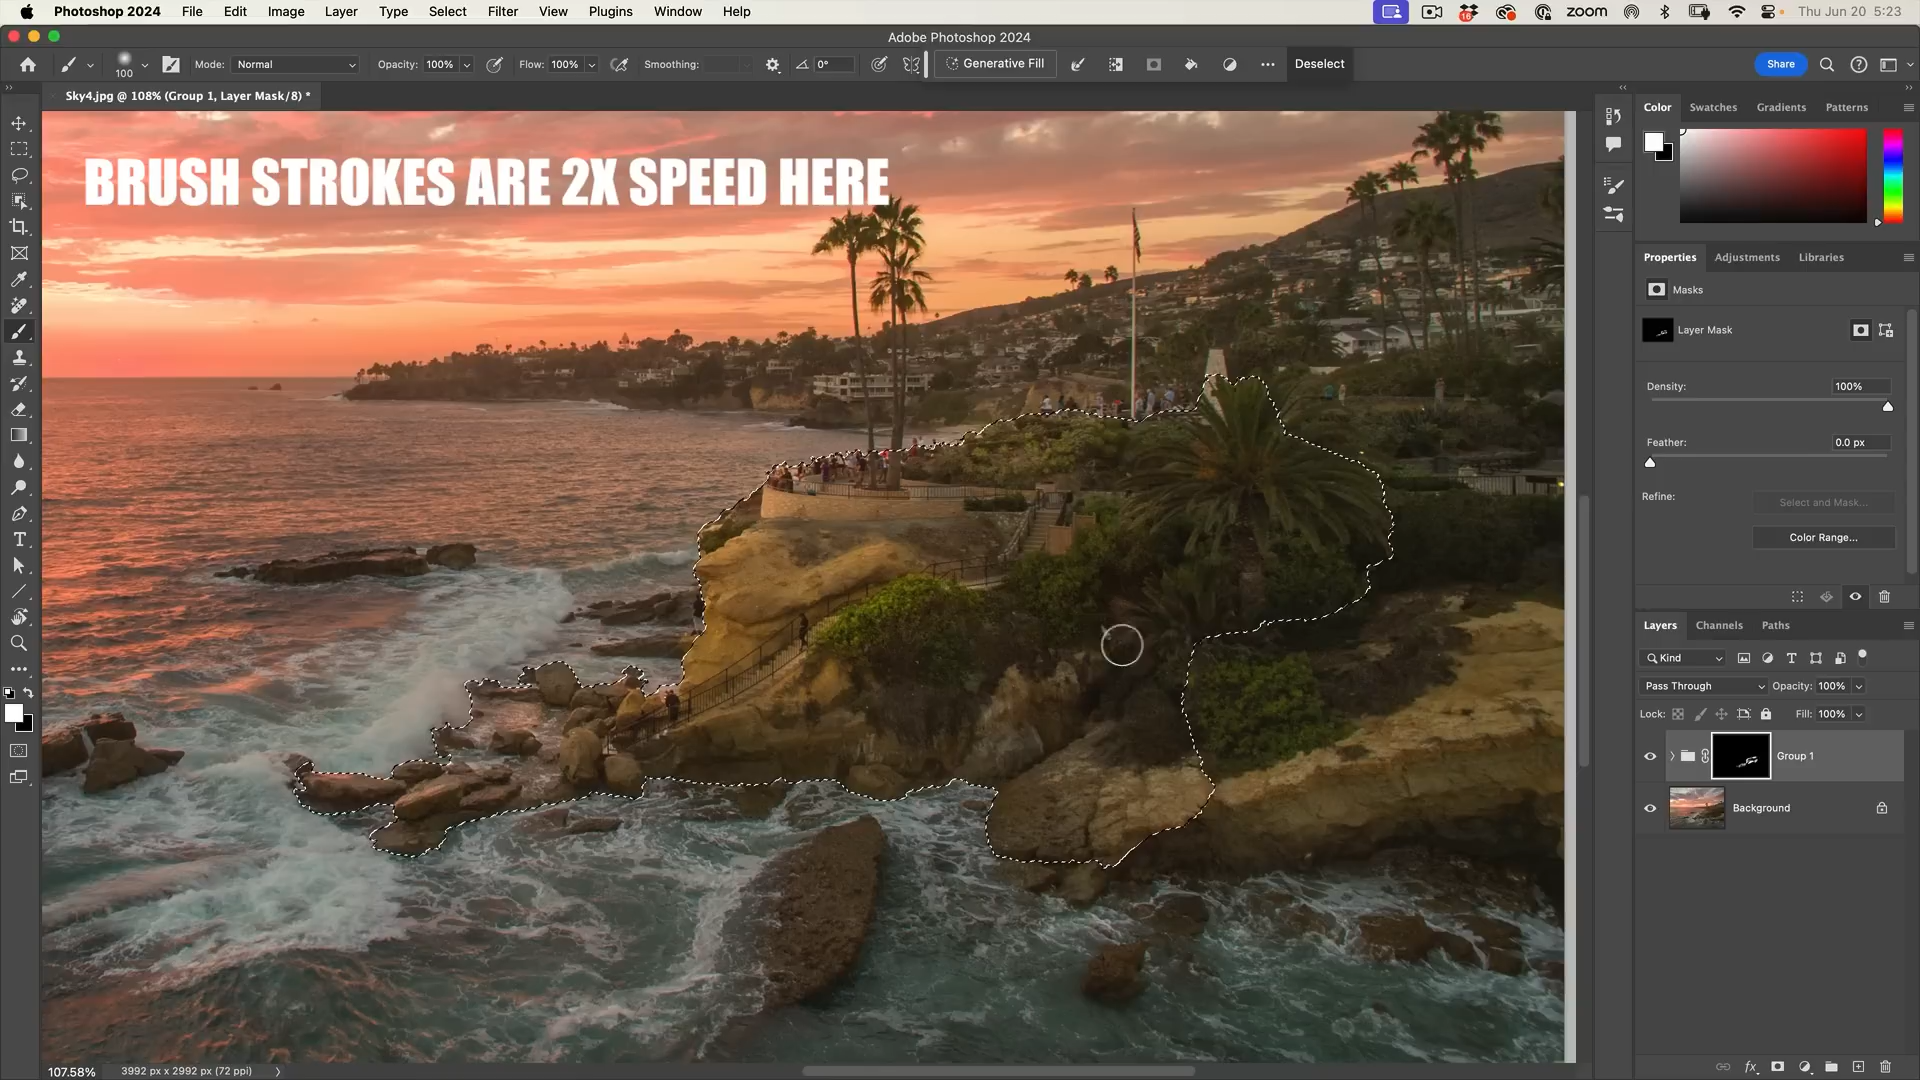 Photoshop 2024 File Edit Image Layer Type Select Filter View Plugins Window Help 16 zoom Thu Jun 20 5:23
Adobe Photoshop 2024
100 Mode: Normal Opacity: 100% Flow: 100% Smoothing: 0° Generative Fill ••• Deselect Share
Sky4.jpg @ 108% (Group 1, Layer Mask/8) *
BRUSH STROKES ARE 2X SPEED HERE
Color Swatches Gradients Patterns
Properties Adjustments Libraries
Masks
Layer Mask
Density: 100%
Feather: 0.0 px
Refine: Select and Mask...
Color Range...
Layers Channels Paths
Kind
Pass Through Opacity: 100%
Lock: Fill: 100%
Group 1
Background
107.58% 3992 px x 2992 px (72 ppi)